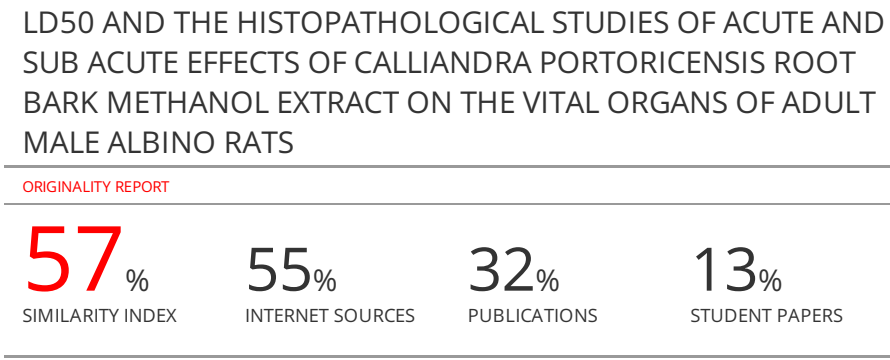 LD50 AND THE HISTOPATHOLOGICAL STUDIES OF ACUTE AND
SUB ACUTE EFFECTS OF CALLIANDRA PORTORICENSIS ROOT
BARK METHANOL EXTRACT ON THE VITAL ORGANS OF ADULT
MALE ALBINO RATS
ORIGINALITY REPORT
57% 55% 32% 13%
SIMILARITY INDEX INTERNET SOURCES PUBLICATIONS STUDENT PAPERS